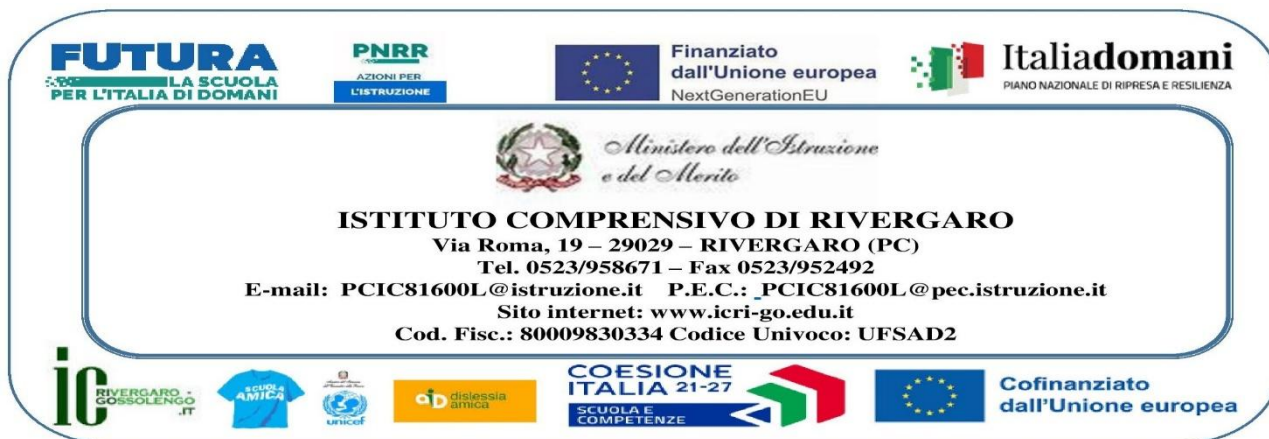 FUTURA
LA SCUOLA
PER L'ITALIA DI DOMANI
PNRR
AZIONI PER
L'ISTRUZIONE
Finanziato
dall'Unione europea
NextGenerationEU
Italiadomani
PIANO NAZIONALE DI RIPRESA E RESILIENZA
Ministero dell'Istruzione
e del Merito
ISTITUTO COMPRENSIVO DI RIVERGARO
Via Roma, 19 – 29029 – RIVERGARO (PC)
Tel. 0523/958671 – Fax 0523/952492
E-mail: PCIC81600L@istruzione.it P.E.C.: PCIC81600L@pec.istruzione.it
Sito internet: www.icri-go.edu.it
Cod. Fisc.: 80009830334 Codice Univoco: UFSAD2
ic
RIVERGARO -
GOSSOLENGO
.IT
SCUOLA
AMICA
unicef
aiD dislessia
amica
COESIONE
ITALIA 21-27
SCUOLA E
COMPETENZE
Cofinanziato
dall'Unione europea